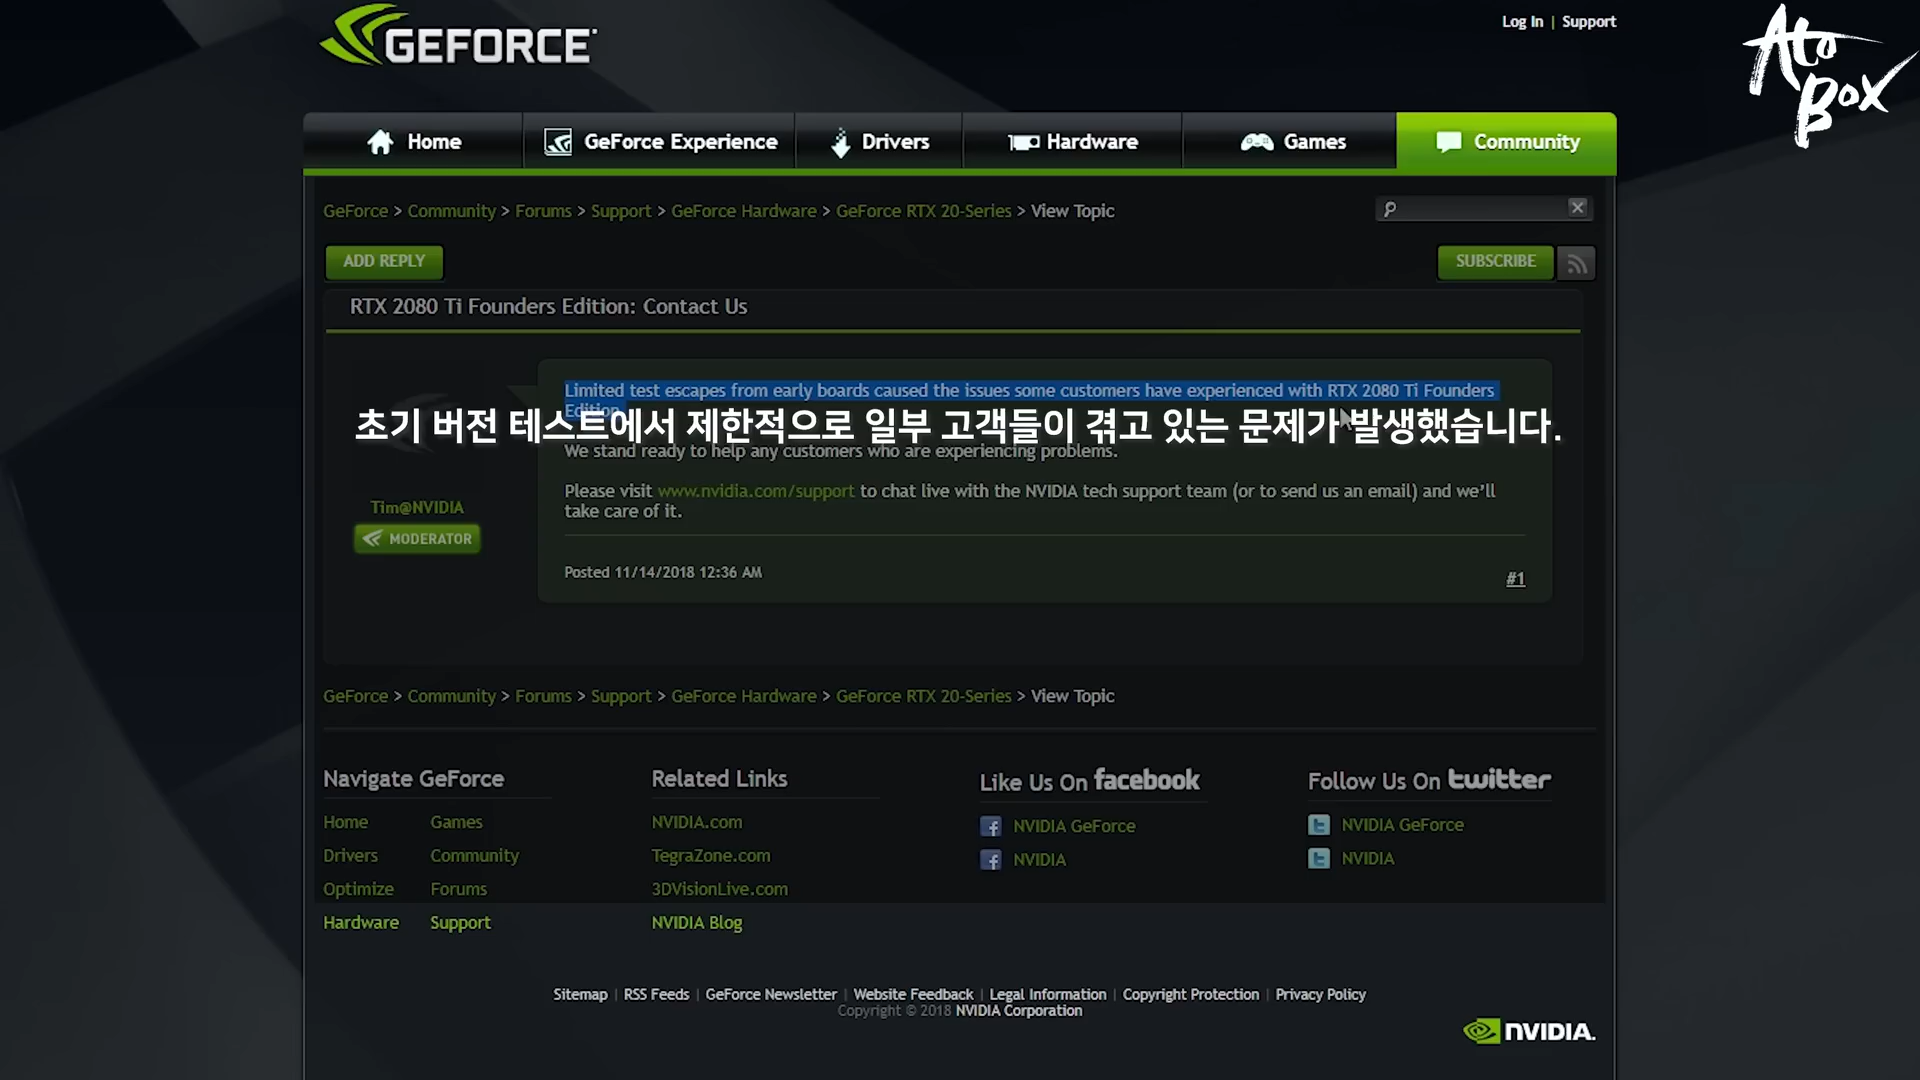 GEFORCE
Log In | Support
Ato Box
Home
GeForce Experience
Drivers
Hardware
Games
Community
GeForce > Community > Forums > Support > GeForce Hardware > GeForce RTX 20-Series > View Topic
ADD REPLY
SUBSCRIBE
RTX 2080 Ti Founders Edition: Contact Us
Limited test escapes from early boards caused the issues some customers have experienced with RTX 2080 Ti Founders
Edition.
초기 버전 테스트에서 제한적으로 일부 고객들이 겪고 있는 문제가 발생했습니다.
We stand ready to help any customers who are experiencing problems.
Please visit www.nvidia.com/support to chat live with the NVIDIA tech support team (or to send us an email) and we'll
take care of it.
Tim@NVIDIA
MODERATOR
Posted 11/14/2018 12:36 AM
#1
GeForce > Community > Forums > Support > GeForce Hardware > GeForce RTX 20-Series > View Topic
Navigate GeForce
Home Games
Drivers Community
Optimize Forums
Hardware Support
Related Links
NVIDIA.com
TegraZone.com
3DVisionLive.com
NVIDIA Blog
Like Us On facebook
NVIDIA GeForce
NVIDIA
Follow Us On twitter
NVIDIA GeForce
NVIDIA
Sitemap | RSS Feeds | GeForce Newsletter | Website Feedback | Legal Information | Copyright Protection | Privacy Policy
Copyright © 2018 NVIDIA Corporation
NVIDIA.